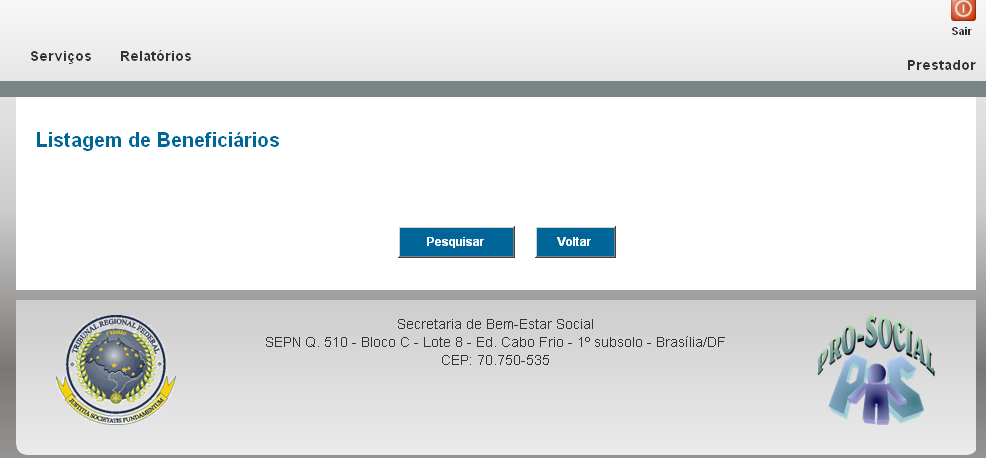 Sair
Serviços Relatórios
Prestador
Listagem de Beneficiários
Pesquisar Voltar
TRIBUNAL REGIONAL FEDERAL
JUSTITIA SOCIETATIS FUNDAMENTUM
Secretaria de Bem-Estar Social
SEPN Q. 510 - Bloco C - Lote 8 - Ed. Cabo Frio - 1º subsolo - Brasília/DF
CEP: 70.750-535
PRO-SOCIAL